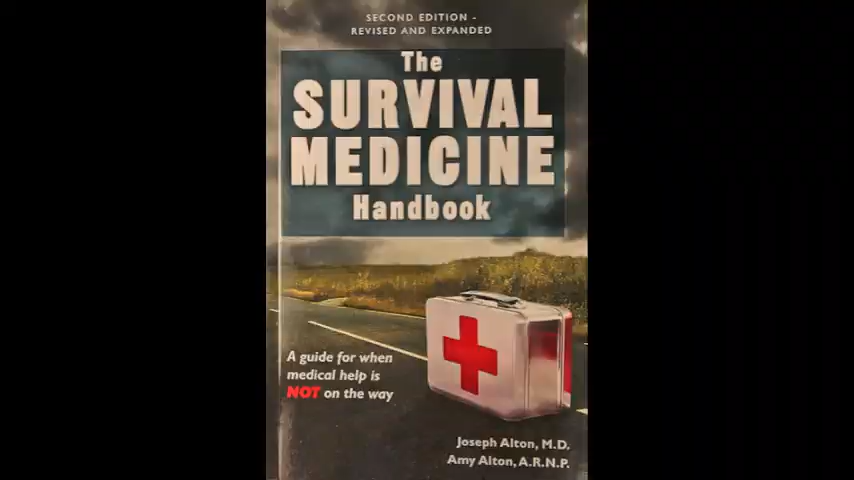 SECOND EDITION -
REVISED AND EXPANDED
The
SURVIVAL
MEDICINE
Handbook
A guide for when
medical help is
NOT on the way
Joseph Alton, M.D.
Amy Alton, A.R.N.P.